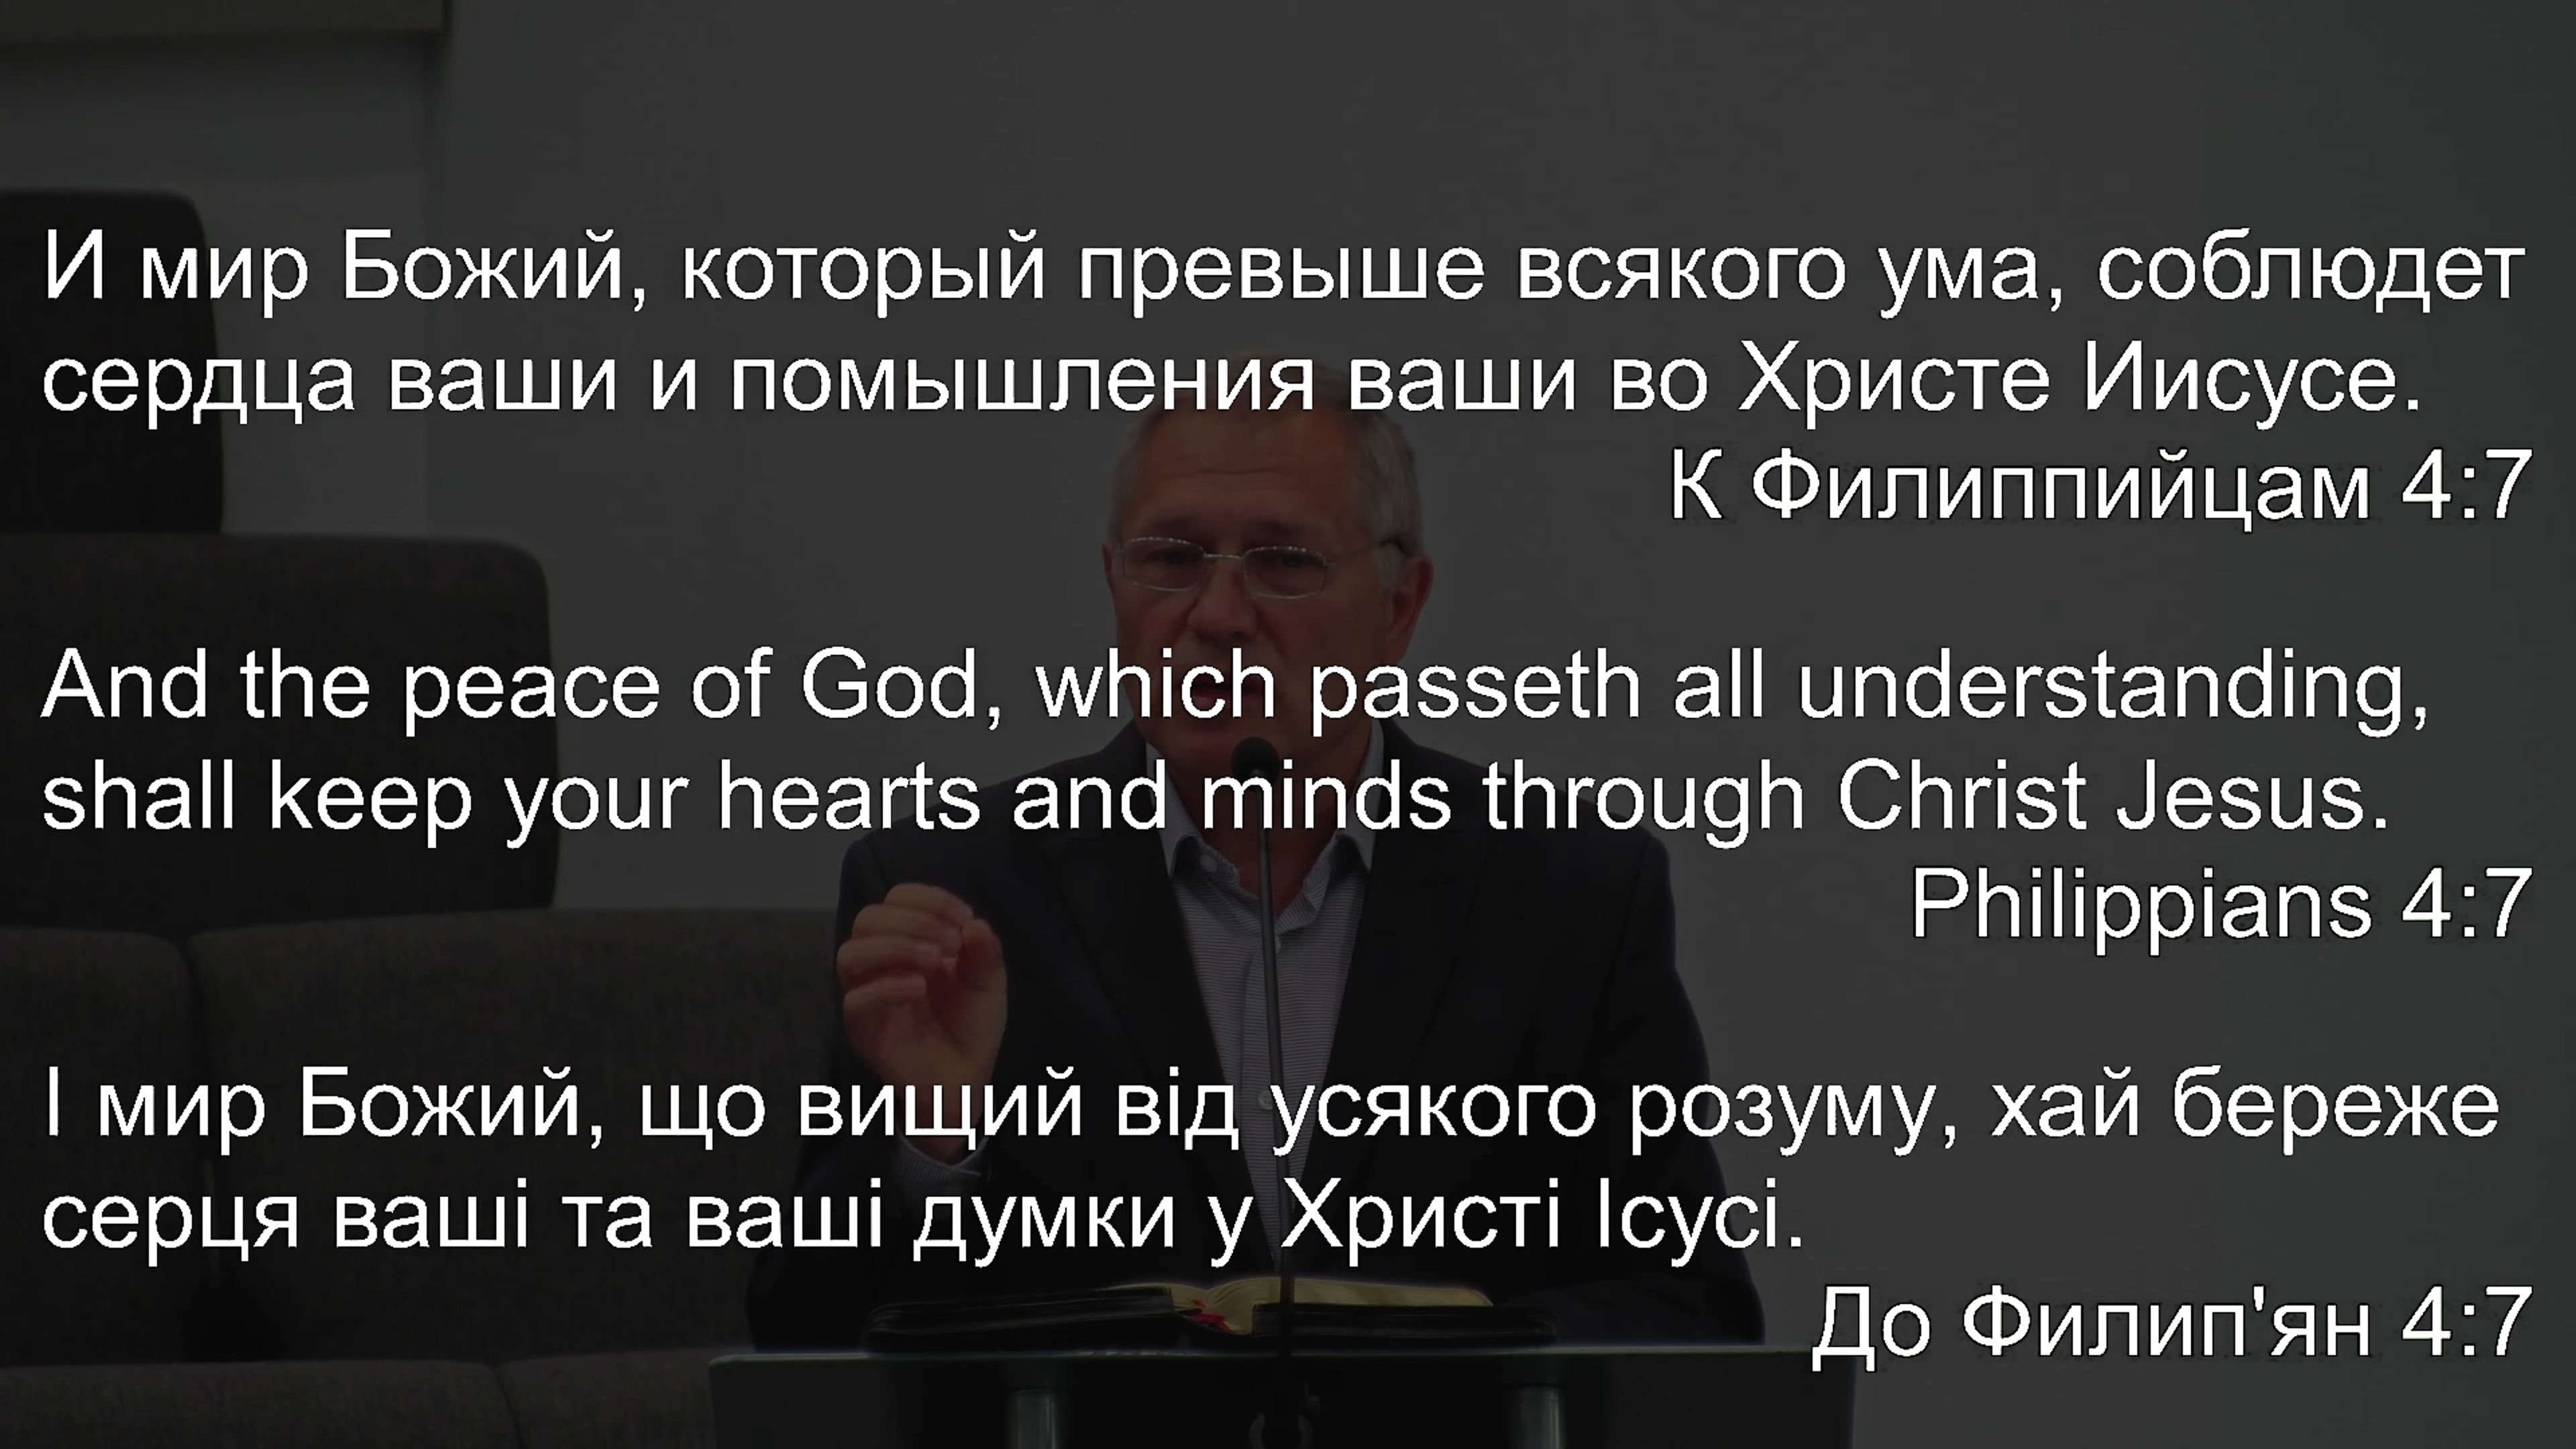 И мир Божий, который превыше всякого ума, соблюдет
сердца ваши и помышления ваши во Христе Иисусе.
К Филиппийцам 4:7
And the peace of God, which passeth all understanding,
shall keep your hearts and minds through Christ Jesus.
Philippians 4:7
І мир Божий, що вищий від усякого розуму, хай береже
серця ваші та ваші думки у Христі Ісусі.
До Филип'ян 4:7